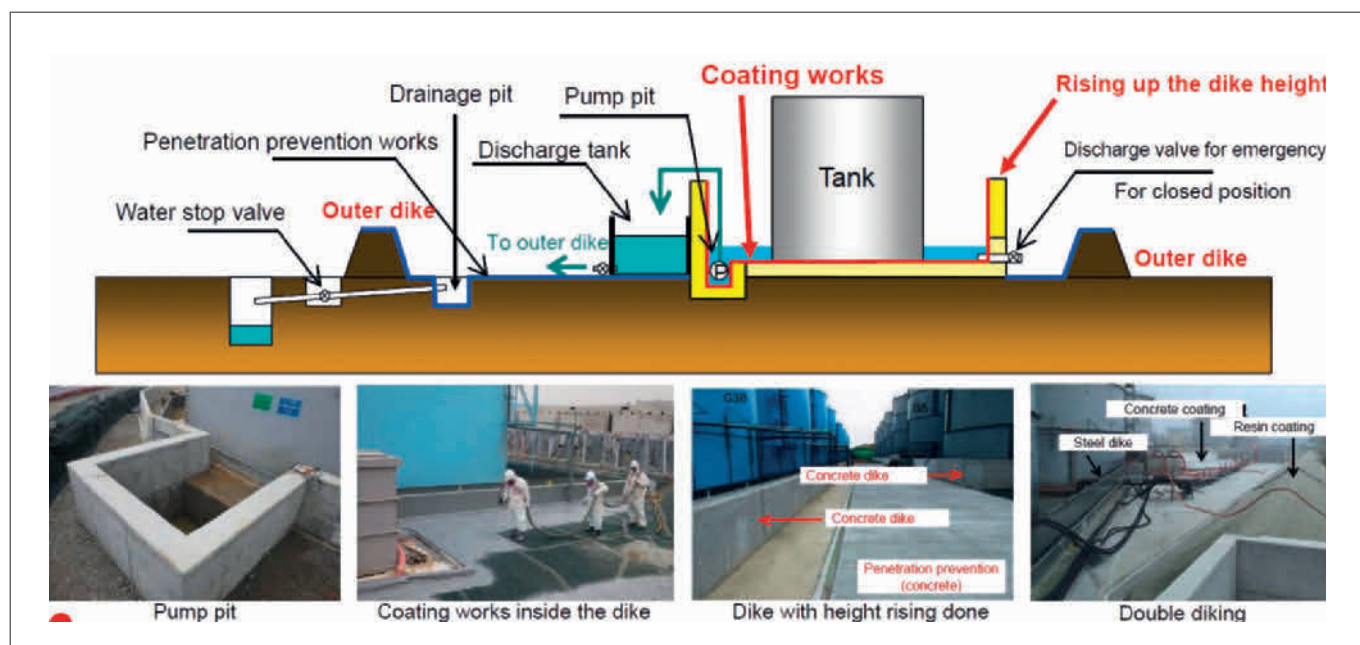 Coating works
Rising up the dike height
Drainage pit
Pump pit
Penetration prevention works
Discharge tank
Discharge valve for emergency
For closed position
Tank
Water stop valve
Outer dike
To outer dike
P
Outer dike
G3B
Concrete dike
Concrete dike
Penetration prevention
(concrete)
Concrete coating
Resin coating
Steel dike
Pump pit
Coating works inside the dike
Dike with height rising done
Double diking